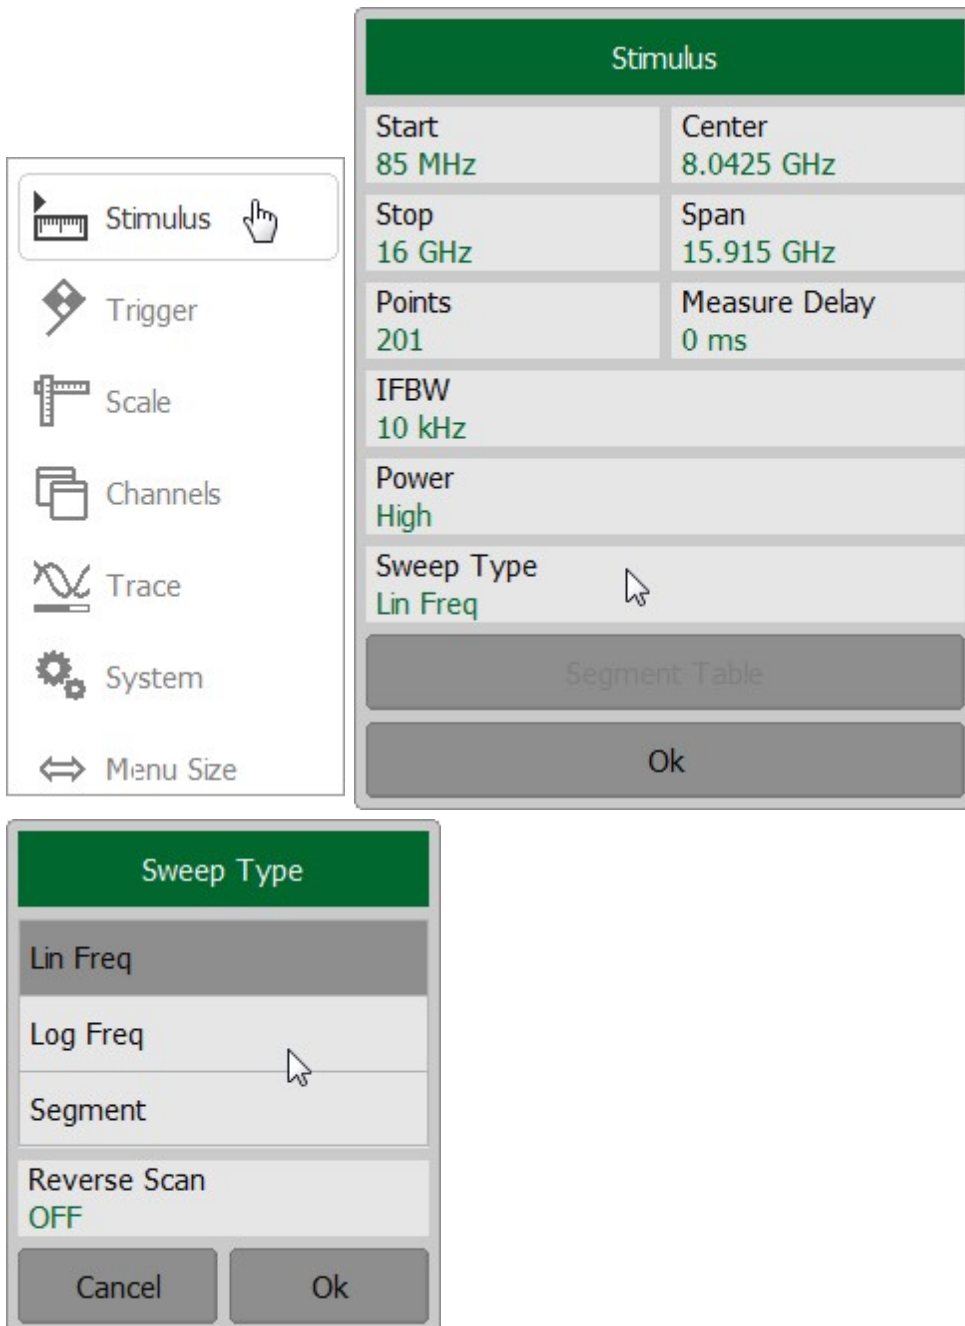 Stimulus
Trigger
Scale
Channels
Trace
System
Menu Size
Stimulus
Start
85 MHz
Center
8.0425 GHz
Stop
16 GHz
Span
15.915 GHz
Points
201
Measure Delay
0 ms
IFBW
10 kHz
Power
High
Sweep Type
Lin Freq
Segment Table
Ok
Sweep Type
Lin Freq
Log Freq
Segment
Reverse Scan
OFF
Cancel
Ok